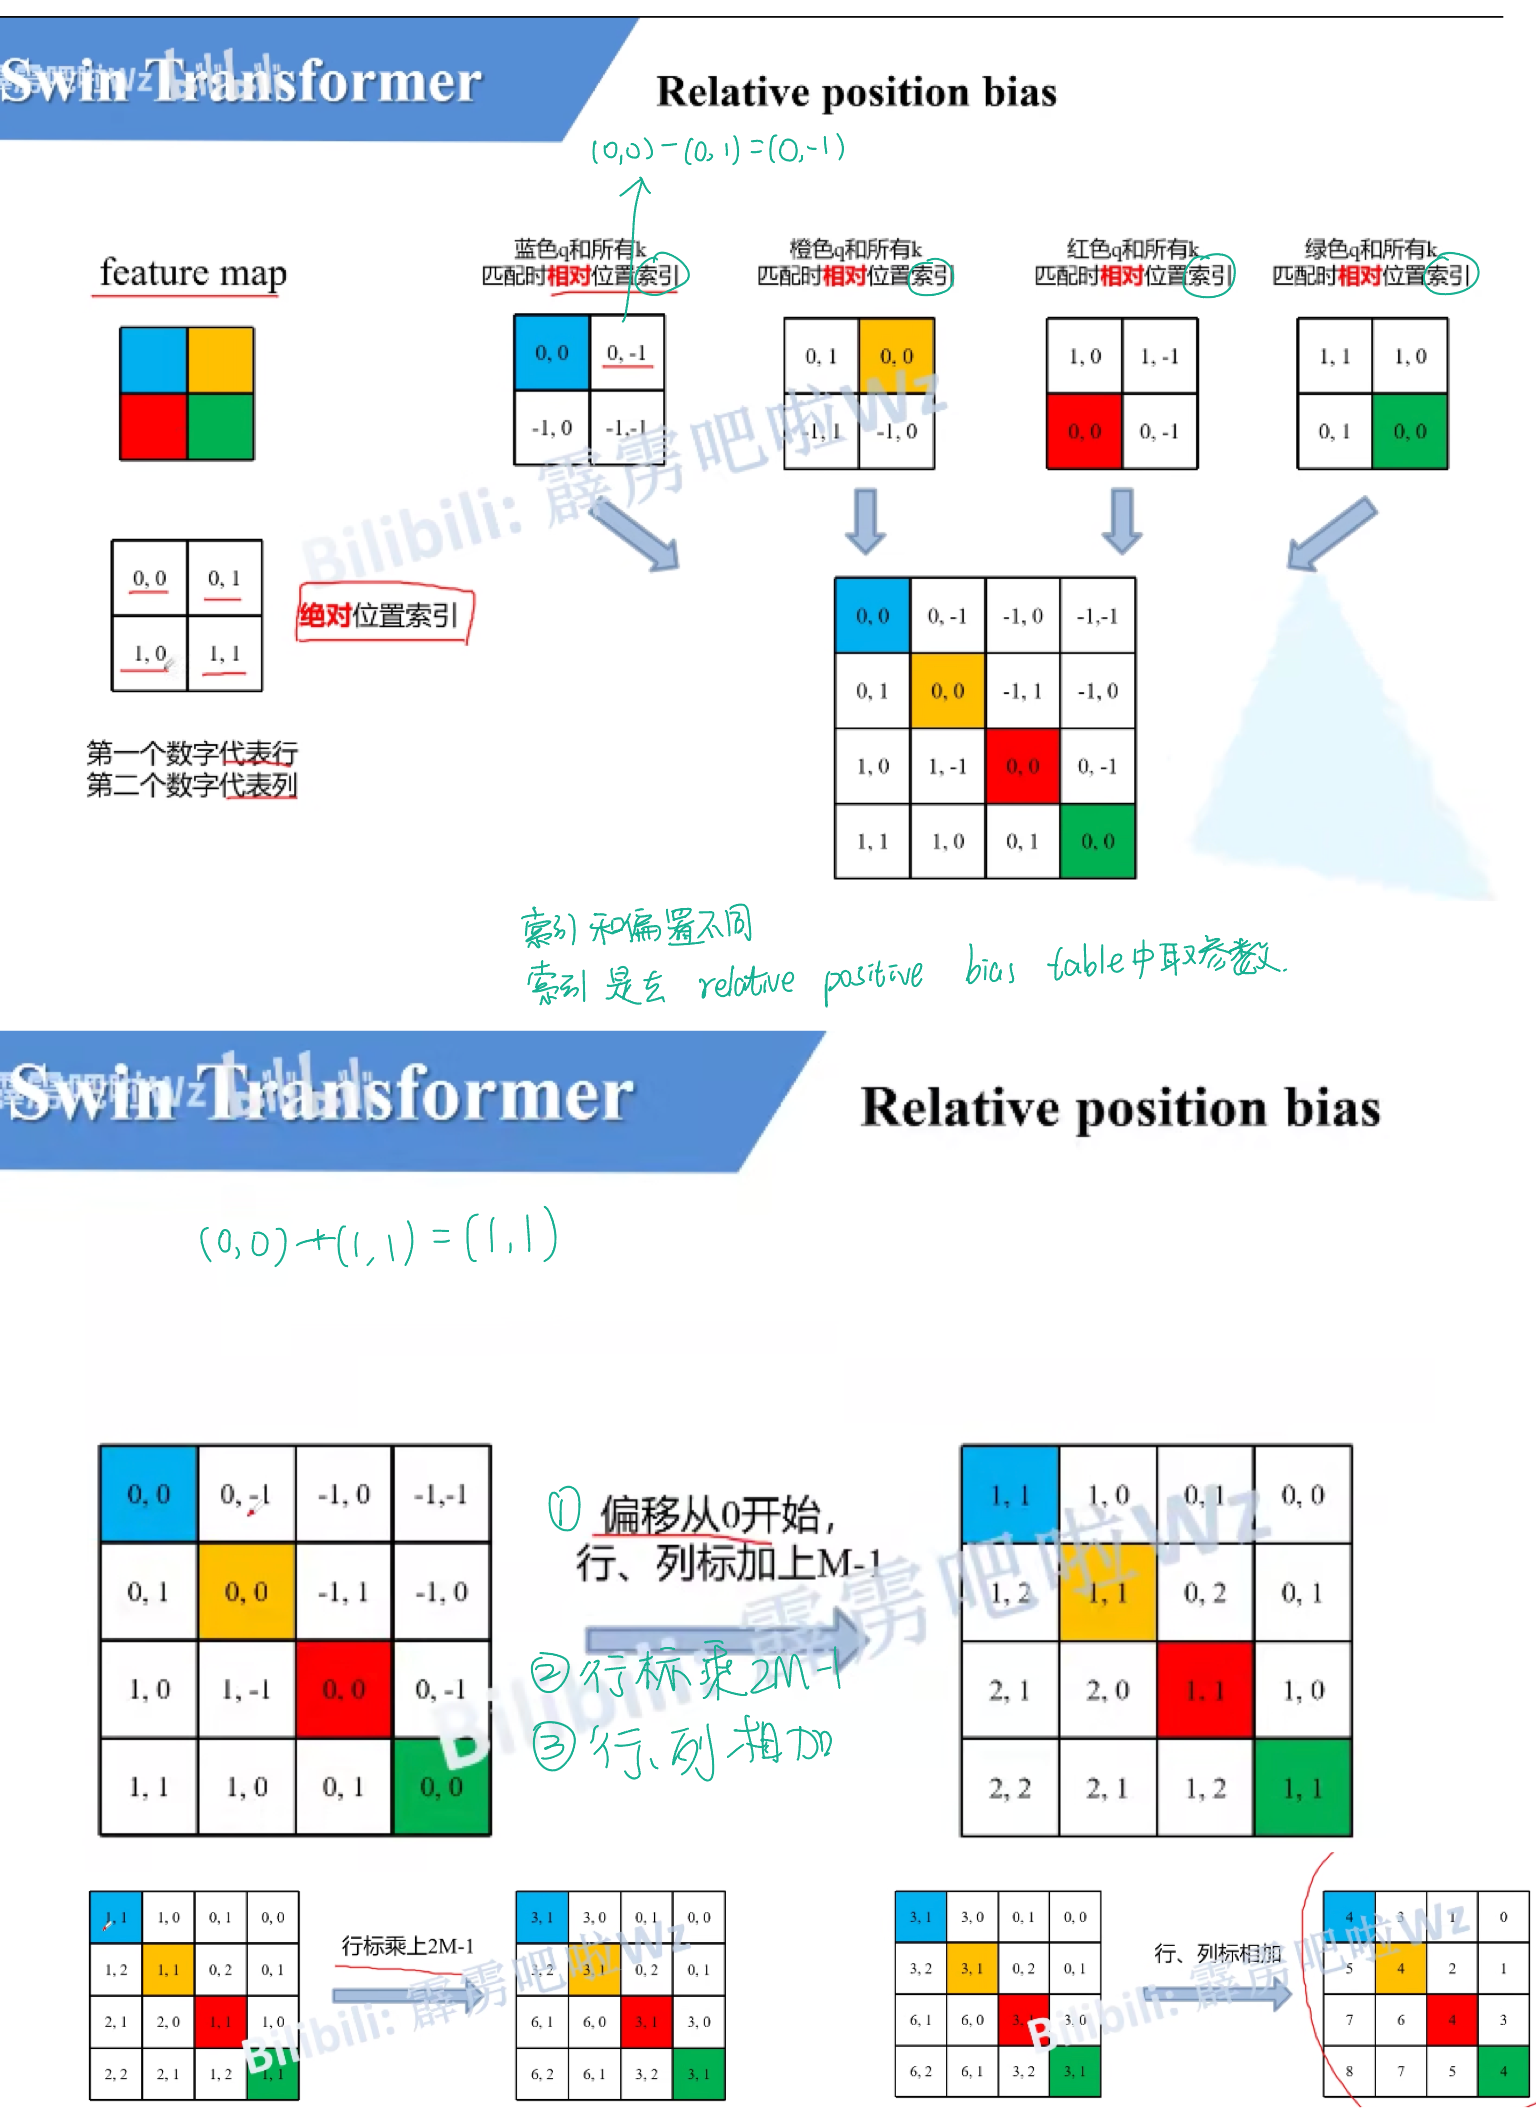 Swin Transformer
Relative position bias
(0,0)-(0,1)=(0,-1)
feature map
蓝色q和所有k
匹配时相对位置索引
橙色q和所有k
匹配时相对位置索引
红色q和所有k
匹配时相对位置索引
绿色q和所有k
匹配时相对位置索引
0, 0 0, -1
-1, 0 -1,-1
0, 1 0, 0
-1, 1 -1, 0
1, 0 1, -1
0, 0 0, -1
1, 1 1, 0
0, 1 0, 0
Bilibili: 霹雳吧啦Wz
0, 0 0, 1
1, 0 1, 1
绝对位置索引
第一个数字代表行
第二个数字代表列
0, 0 0, -1 -1, 0 -1,-1
0, 1 0, 0 -1, 1 -1, 0
1, 0 1, -1 0, 0 0, -1
1, 1 1, 0 0, 1 0, 0
索引和偏置不同
索引是去 relative positive bias table中取参数.
Swin Transformer
Relative position bias
(0,0)+(1,1)=(1,1)
0, 0 0, -1 -1, 0 -1,-1
0, 1 0, 0 -1, 1 -1, 0
1, 0 1, -1 0, 0 0, -1
1, 1 1, 0 0, 1 0, 0
① 偏移从0开始，
行、列标加上M-1
② 行标乘2M-1
③ 行、列相加
1, 1 1, 0 0, 1 0, 0
1, 2 1, 1 0, 2 0, 1
2, 1 2, 0 1, 1 1, 0
2, 2 2, 1 1, 2 1, 1
Bilibili: 霹雳吧啦Wz
1, 1 1, 0 0, 1 0, 0
1, 2 1, 1 0, 2 0, 1
2, 1 2, 0 1, 1 1, 0
2, 2 2, 1 1, 2 1, 1
行标乘上2M-1
3, 1 3, 0 0, 1 0, 0
3, 2 3, 1 0, 2 0, 1
6, 1 6, 0 3, 1 3, 0
6, 2 6, 1 3, 2 3, 1
Bilibili: 霹雳吧啦Wz
3, 1 3, 0 0, 1 0, 0
3, 2 3, 1 0, 2 0, 1
6, 1 6, 0 3, 1 3, 0
6, 2 6, 1 3, 2 3, 1
行、列标相加
4 3 1 0
5 4 2 1
7 6 4 3
8 7 5 4
Bilibili: 霹雳吧啦Wz